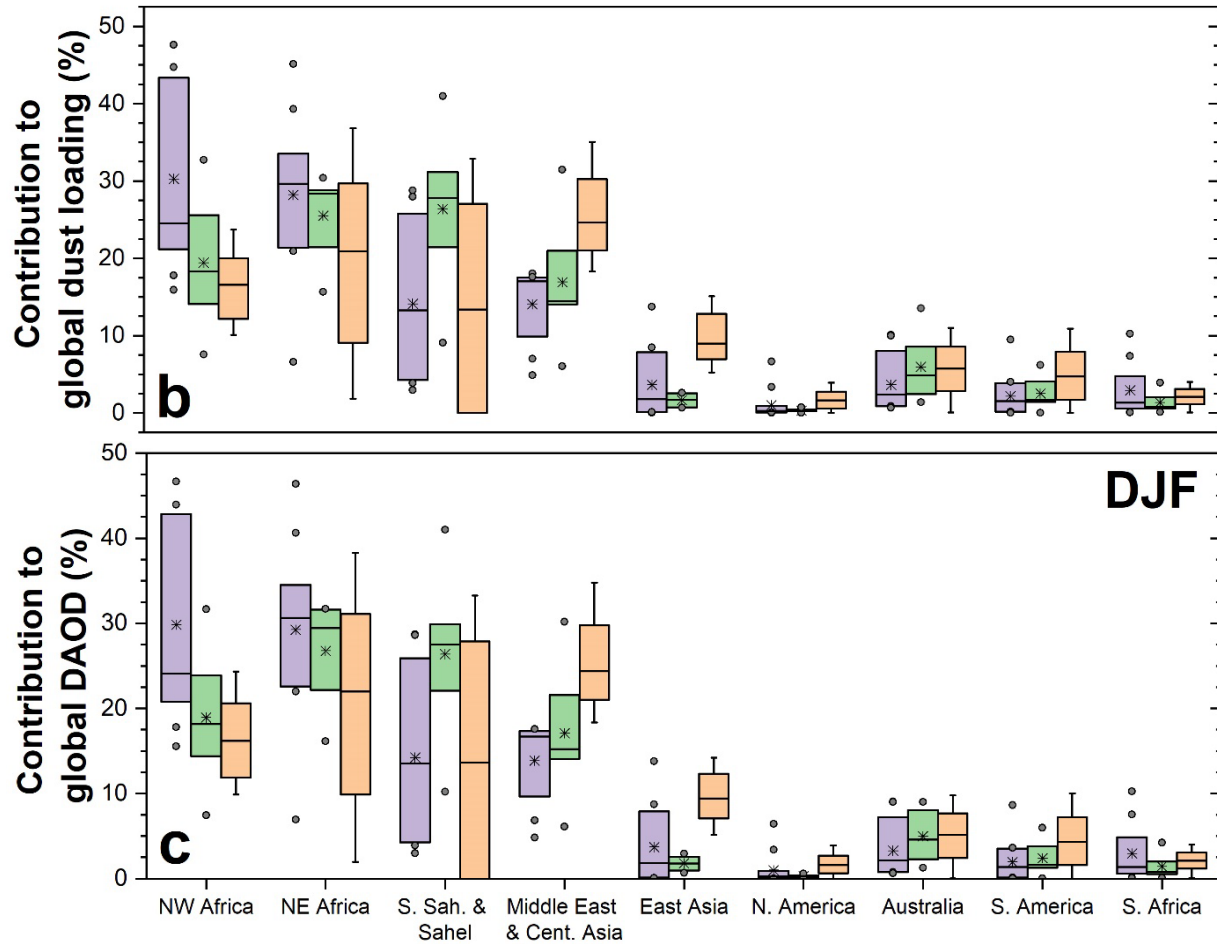 Contribution to
global dust loading (%)
50
40
30
20
10
0
b
Contribution to
global DAOD (%)
50
40
30
20
10
0
DJF
c
NW Africa
NE Africa
S. Sah. &
Sahel
Middle East
& Cent. Asia
East Asia
N. America
Australia
S. America
S. Africa